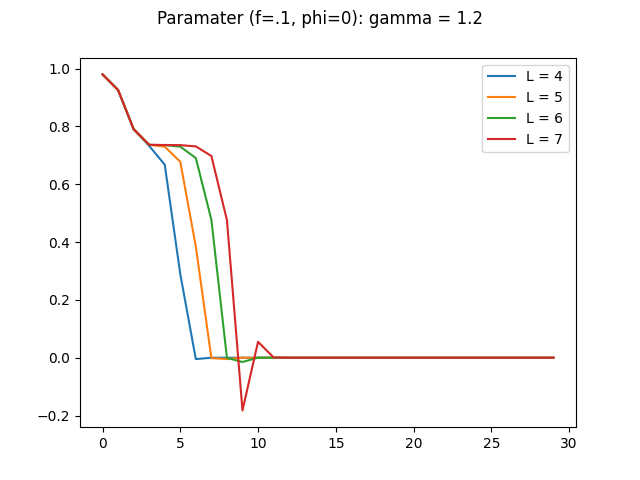 Paramater (f=.1, phi=0): gamma = 1.2
L = 4
L = 5
L = 6
L = 7
1.0
0.8
0.6
0.4
0.2
0.0
−0.2
0 5 10 15 20 25 30